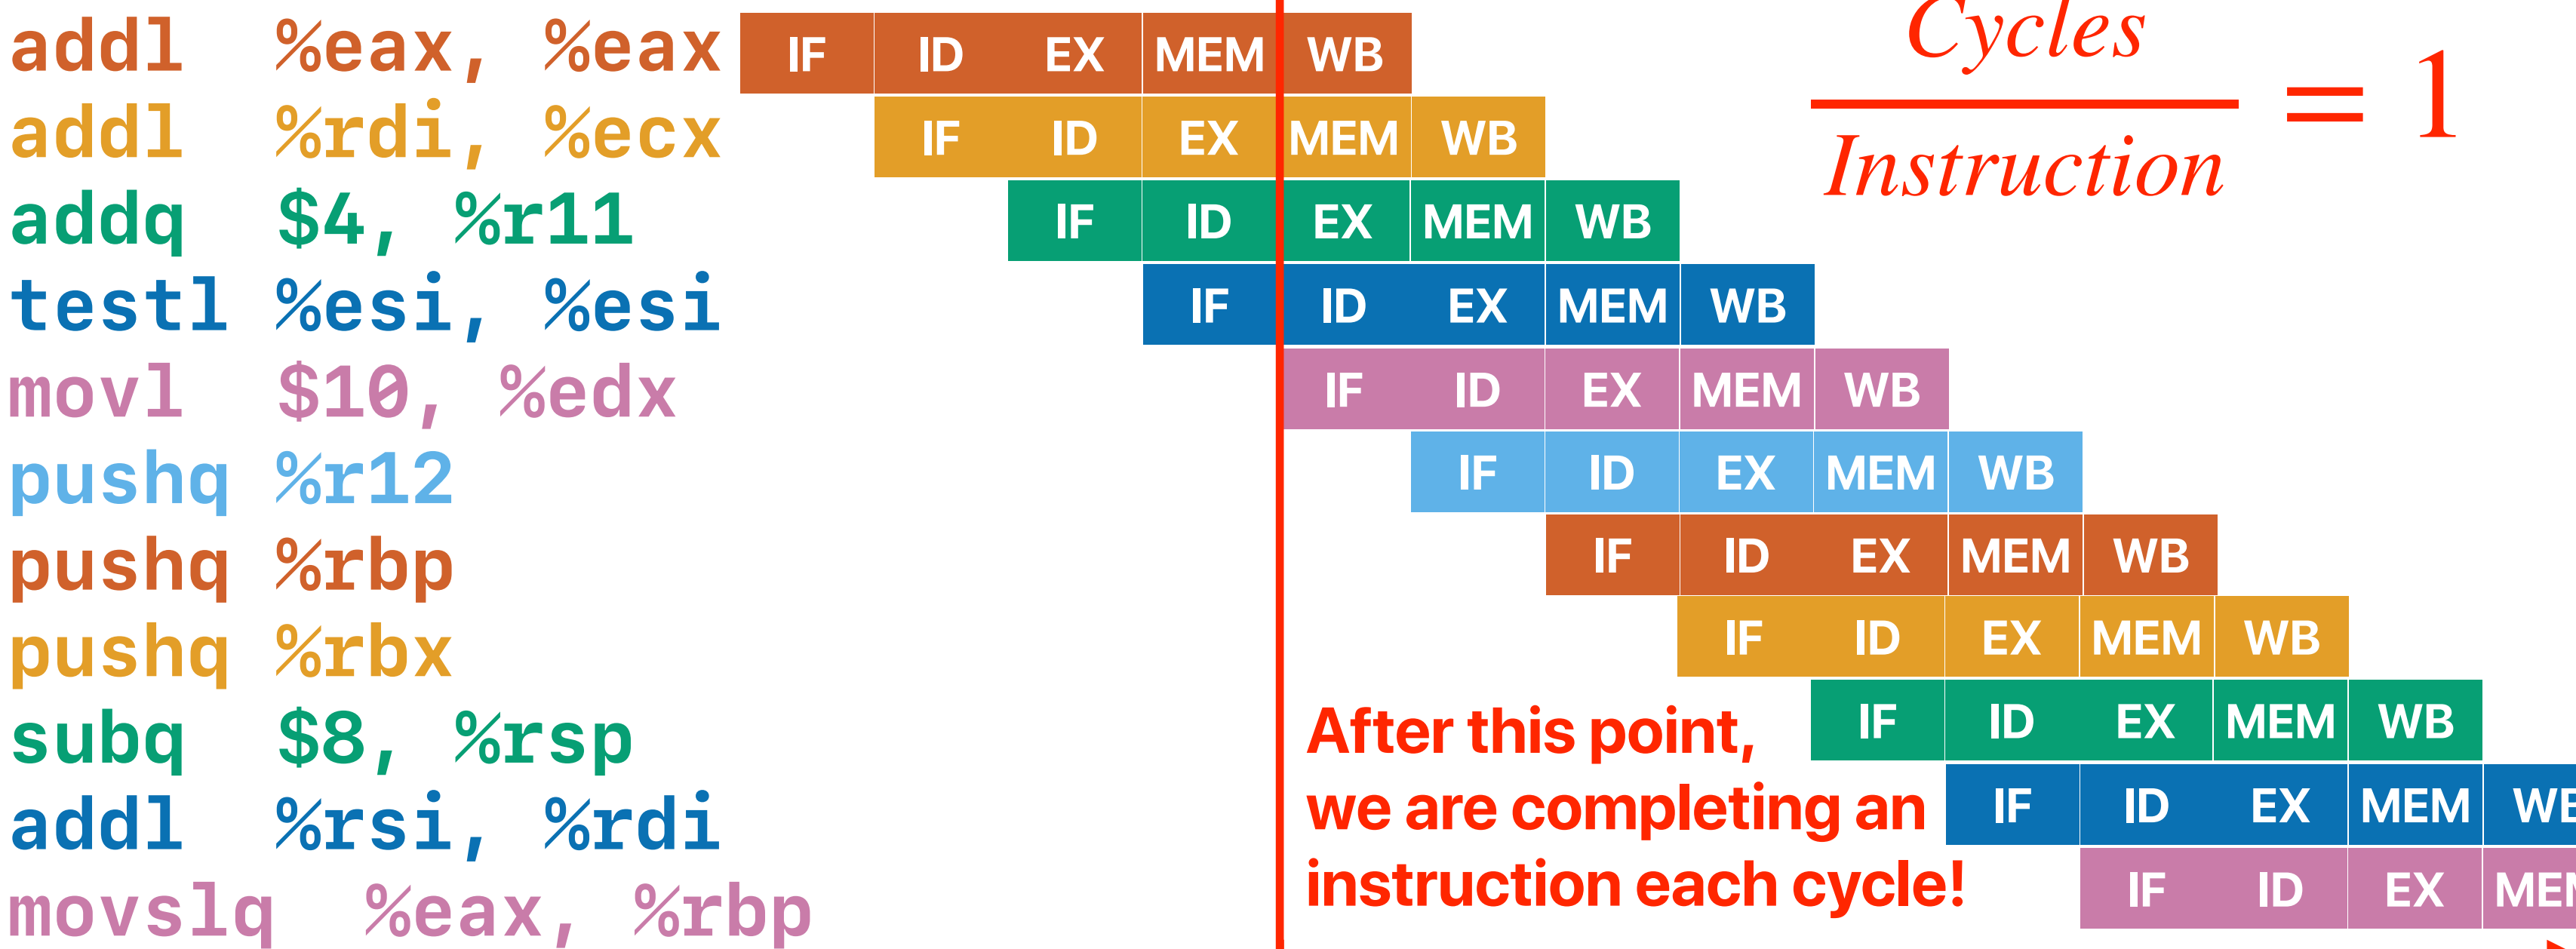 addl %eax, %eax IF ID EX MEM WB
Cycles
Instruction
= 1
addl %rdi, %ecx IF ID EX MEM WB
addq $4, %r11 IF ID EX MEM WB
testl %esi, %esi IF ID EX MEM WB
movl $10, %edx IF ID EX MEM WB
pushq %r12 IF ID EX MEM WB
pushq %rbp IF ID EX MEM WB
pushq %rbx IF ID EX MEM WB
subq $8, %rsp IF ID EX MEM WB
addl %rsi, %rdi IF ID EX MEM WB
movslq %eax, %rbp IF ID EX MEM
After this point,
we are completing an
instruction each cycle!